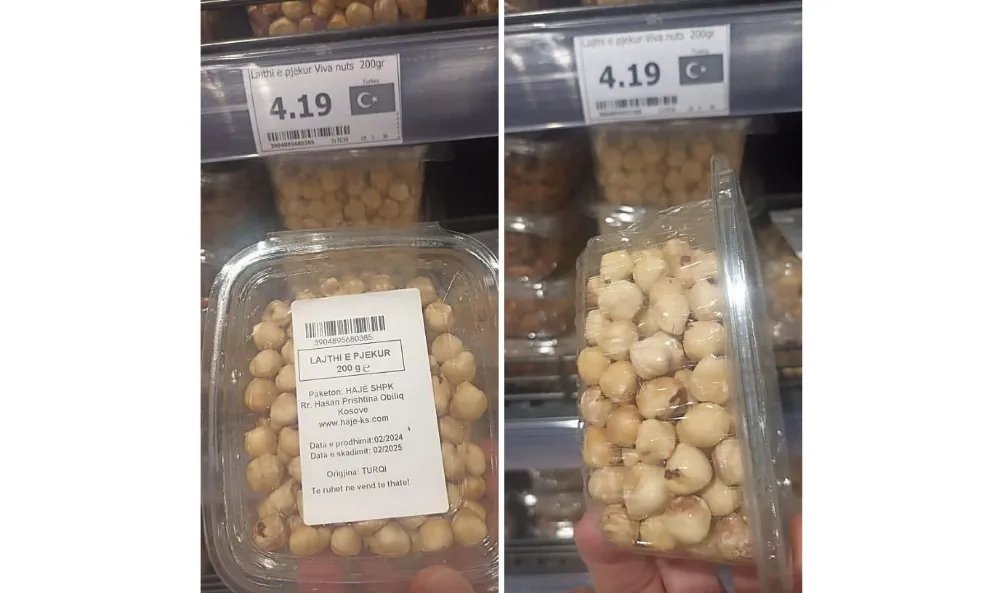 Lajthi e pjekur Viva nuts 200gr
Turkey
4.19
3904895680385
3904895680385
LAJTHI E PJEKUR
200 g ℮
Paketon: HAJE SHPK
Rr. Hasan Prishtina Obiliq
Kosove
www.haje-ks.com
Data e prodhimit:02/2024
Data e skadimit: 02/2025
Origjina: TURQI
Te ruhet ne vend te thate!
Lajthi e pjekur Viva nuts 200gr
Turkey
4.19